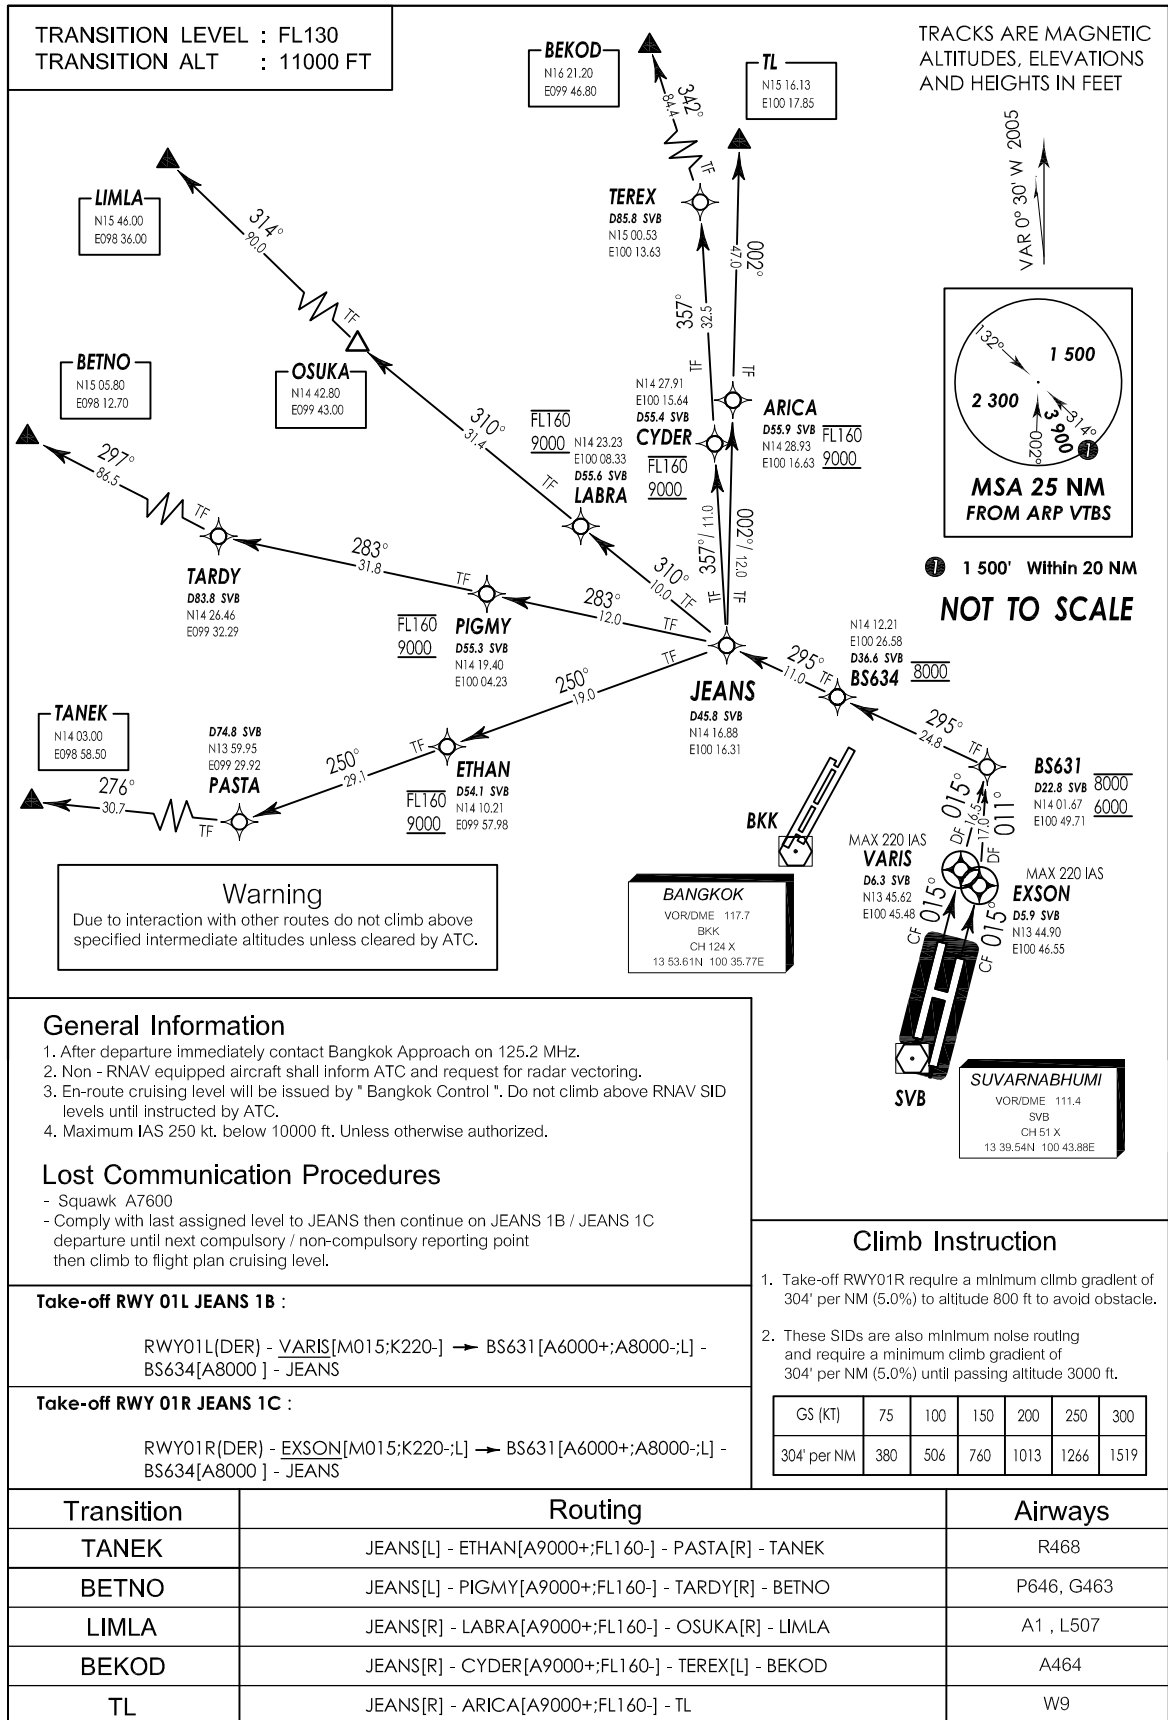 TRANSITION LEVEL : FL130
TRANSITION ALT : 11000 FT
TRACKS ARE MAGNETIC
ALTITUDES, ELEVATIONS
AND HEIGHTS IN FEET
VAR 0° 30' W 2005
BEKOD
N16 21.20
E099 46.80
TL
N15 16.13
E100 17.85
342°
84.4
TF
LIMLA
N15 46.00
E098 36.00
314°
90.0
TF
TEREX
D85.8 SVB
N15 00.53
E100 13.63
002°
47.0
TF
357°
32.5
TF
BETNO
N15 05.80
E098 12.70
OSUKA
N14 42.80
E099 43.00
310°
31.4
TF
297°
86.5
TF
FL160
9000
N14 23.23
E100 08.33
D55.6 SVB
LABRA
N14 27.91
E100 15.64
D55.4 SVB
CYDER
FL160
9000
ARICA
D55.9 SVB
N14 28.93
E100 16.63
FL160
9000
132°
1 500
2 300
3 900
314°
002°
1
MSA 25 NM
FROM ARP VTBS
1 1 500' Within 20 NM
NOT TO SCALE
TARDY
D83.8 SVB
N14 26.46
E099 32.29
283°
31.8
TF
FL160
9000
PIGMY
D55.3 SVB
N14 19.40
E100 04.23
283°
12.0
TF
310°
10.0
TF
357°/ 11.0
TF
002°/ 12.0
TF
JEANS
D45.8 SVB
N14 16.88
E100 16.31
295°
11.0
TF
N14 12.21
E100 26.58
D36.6 SVB
BS634
8000
295°
24.8
TF
BS631
D22.8 SVB
N14 01.67
E100 49.71
8000
6000
TANEK
N14 03.00
E098 58.50
276°
30.7
TF
D74.8 SVB
N13 59.95
E099 29.92
PASTA
250°
29.1
TF
FL160
9000
ETHAN
D54.1 SVB
N14 10.21
E099 57.98
250°
19.0
TF
BKK
BANGKOK
VOR/DME 117.7
BKK
CH 124 X
13 53.61N 100 35.77E
MAX 220 IAS
VARIS
D6.3 SVB
N13 45.62
E100 45.48
DF
015°
16.5
DF
011°
17.0
MAX 220 IAS
EXSON
D5.9 SVB
N13 44.90
E100 46.55
CF 015°
CF 015°
SVB
SUVARNABHUMI
VOR/DME 111.4
SVB
CH 51 X
13 39.54N 100 43.88E
Warning
Due to interaction with other routes do not climb above
specified intermediate altitudes unless cleared by ATC.
General Information
1. After departure immediately contact Bangkok Approach on 125.2 MHz.
2. Non - RNAV equipped aircraft shall inform ATC and request for radar vectoring.
3. En-route cruising level will be issued by " Bangkok Control ". Do not climb above RNAV SID
levels until instructed by ATC.
4. Maximum IAS 250 kt. below 10000 ft. Unless otherwise authorized.
Lost Communication Procedures
- Squawk A7600
- Comply with last assigned level to JEANS then continue on JEANS 1B / JEANS 1C
departure until next compulsory / non-compulsory reporting point
then climb to flight plan cruising level.
Take-off RWY 01L JEANS 1B :
RWY01L(DER) - VARIS[M015;K220-] → BS631[A6000+;A8000-;L] -
BS634[A8000 ] - JEANS
Take-off RWY 01R JEANS 1C :
RWY01R(DER) - EXSON[M015;K220-;L] → BS631[A6000+;A8000-;L] -
BS634[A8000 ] - JEANS
Climb Instruction
1. Take-off RWY01R require a minimum climb gradient of
304' per NM (5.0%) to altitude 800 ft to avoid obstacle.
2. These SIDs are also minimum noise routing
and require a minimum climb gradient of
304' per NM (5.0%) until passing altitude 3000 ft.
GS (KT) 75 100 150 200 250 300
304' per NM 380 506 760 1013 1266 1519
Transition Routing Airways
TANEK JEANS[L] - ETHAN[A9000+;FL160-] - PASTA[R] - TANEK R468
BETNO JEANS[L] - PIGMY[A9000+;FL160-] - TARDY[R] - BETNO P646, G463
LIMLA JEANS[R] - LABRA[A9000+;FL160-] - OSUKA[R] - LIMLA A1 , L507
BEKOD JEANS[R] - CYDER[A9000+;FL160-] - TEREX[L] - BEKOD A464
TL JEANS[R] - ARICA[A9000+;FL160-] - TL W9